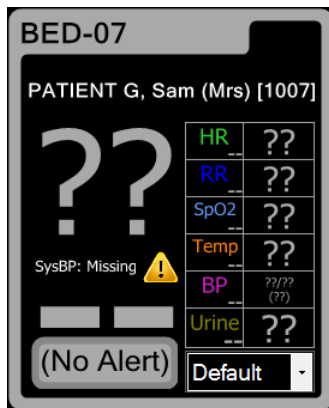 BED-07
PATIENT G, Sam (Mrs) [1007]
??
SysBP: Missing
HR -- ??
RR -- ??
SpO2 -- ??
Temp -- ??
BP -- ??/?? (??)
Urine -- ??
(No Alert)
Default